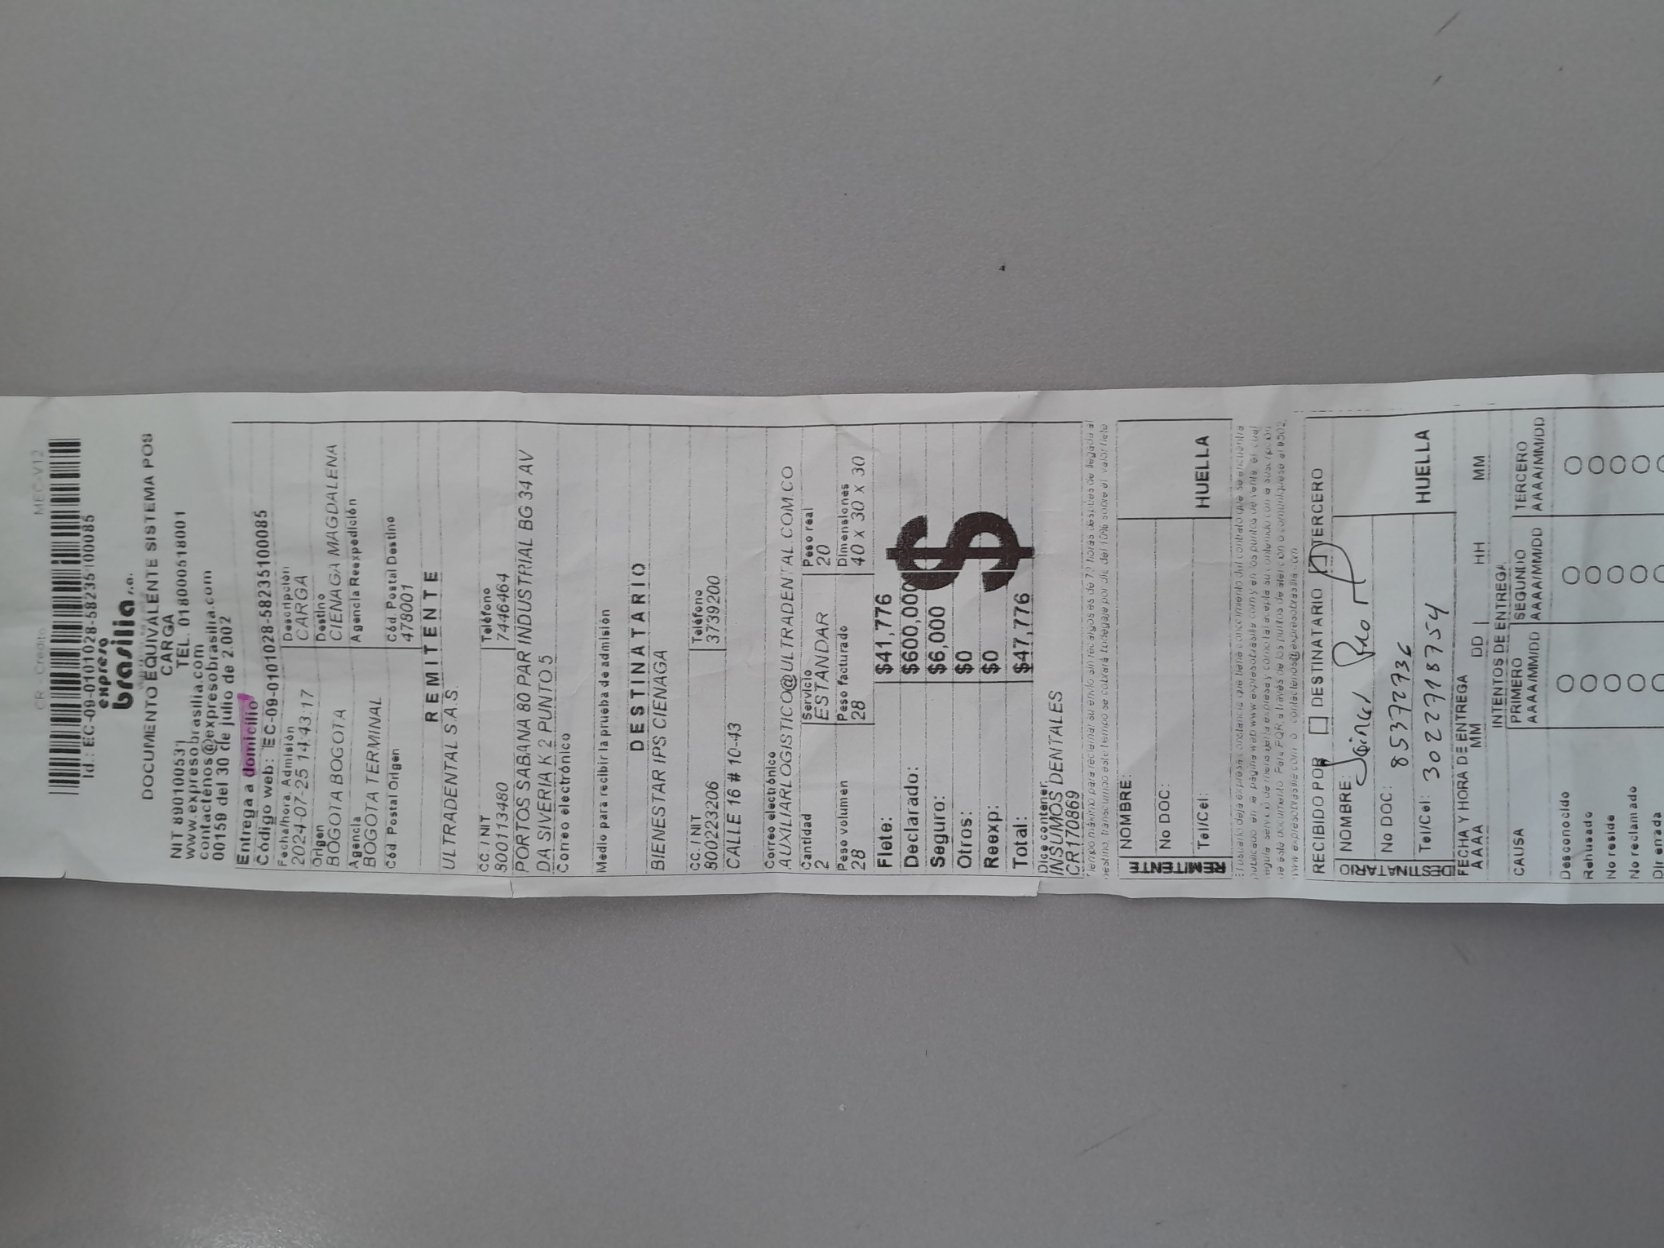 CR - Credito MEC-V12
Id.: EC-09-0101028-58235100085
expreso
brasilia s.a.
DOCUMENTO EQUIVALENTE SISTEMA POS
CARGA
NIT 890100531 TEL. 018000518001
www.expresobrasilia.com
contactenos@expresobrasilia.com
00159 del 30 de julio de 2.002
Entrega a domicilio
Código web: EC-09-0101028-58235100085
Fecha/hora. Admisión Descripción
2024-07-25 14:43:17 CARGA
Origen Destino
BOGOTA BOGOTA CIENAGA MAGDALENA
Agencia Agencia Reexpedición
BOGOTA TERMINAL
Cód. Postal Origen Cód. Postal Destino
478001
REMITENTE
ULTRADENTAL S.A.S.
CC / NIT Teléfono
800113480 7446464
PORTOS SABANA 80 PAR INDUSTRIAL BG 34 AV
DA SIVERIA K 2 PUNTO 5
Correo electrónico
Medio para recibir la prueba de admisión
DESTINATARIO
BIENESTAR IPS CIENAGA
CC. / NIT Teléfono
800223206 3739200
CALLE 16 # 10-43
Correo electrónico
AUXILIARLOGISTICO@ULTRADENTAL.COM.CO
Cantidad Servicio Peso real
2 ESTANDAR 20
Peso volumen Peso facturado Dimensiones
28 28 40 X 30 X 30
Flete: $41,776
Declarado: $600,000
Seguro: $6,000
Otros: $0
Reexp: $0
Total: $47,776
$
Dice contener:
INSUMOS DENTALES
CR170869
REMITENTE
NOMBRE:
No DOC:
Tel/Cel:
HUELLA
RECIBIDO POR DESTINATARIO TERCERO
DESTINATARIO
NOMBRE:
No DOC: 85372736
Tel/Cel: 3022718754
HUELLA
FECHA Y HORA DE ENTREGA
AAAA MM DD HH MM
INTENTOS DE ENTREGA
CAUSA PRIMERO SEGUNDO TERCERO
AAAA/MM/DD AAAA/MM/DD AAAA/MM/DD
Desconocido
Rehusado
No reside
No reclamado
Dir errada